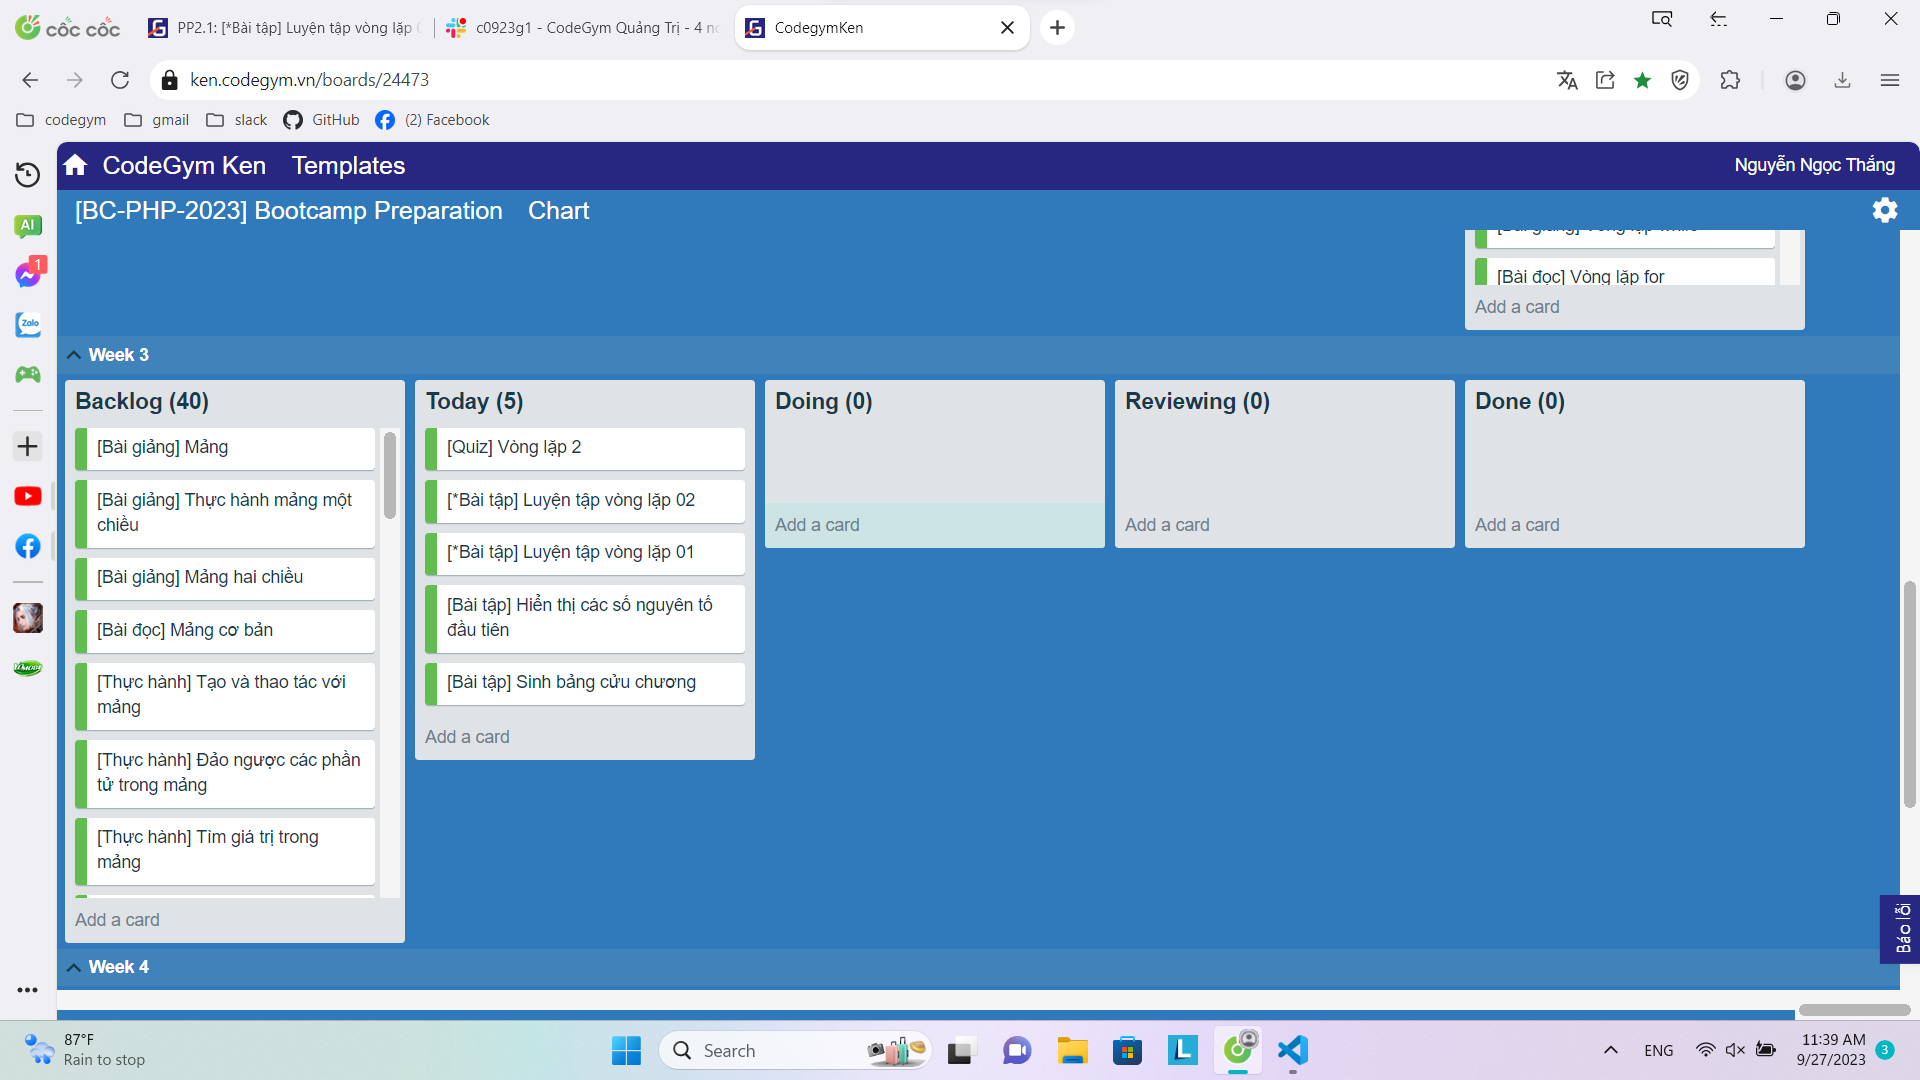 cốc cốc
PP2.1: [*Bài tập] Luyện tập vòng lặp
c0923g1 - CodeGym Quảng Trị - 4
CodegymKen
ken.codegym.vn/boards/24473
codegym
gmail
slack
GitHub
(2) Facebook
CodeGym Ken
Templates
Nguyễn Ngọc Thắng
[BC-PHP-2023] Bootcamp Preparation
Chart
AI
1
Zalo
[Bài giảng] Vòng lặp while
[Bài đọc] Vòng lặp for
Add a card
Week 3
Backlog (40)
[Bài giảng] Mảng
[Bài giảng] Thực hành mảng một
chiều
[Bài giảng] Mảng hai chiều
[Bài đọc] Mảng cơ bản
[Thực hành] Tạo và thao tác với
mảng
[Thực hành] Đảo ngược các phần
tử trong mảng
[Thực hành] Tìm giá trị trong
mảng
Add a card
Today (5)
[Quiz] Vòng lặp 2
[*Bài tập] Luyện tập vòng lặp 02
[*Bài tập] Luyện tập vòng lặp 01
[Bài tập] Hiển thị các số nguyên tố
đầu tiên
[Bài tập] Sinh bảng cửu chương
Add a card
Doing (0)
Add a card
Reviewing (0)
Add a card
Done (0)
Add a card
Báo lỗi
Week 4
87°F
Rain to stop
Search
L
ENG
11:39 AM
9/27/2023
3